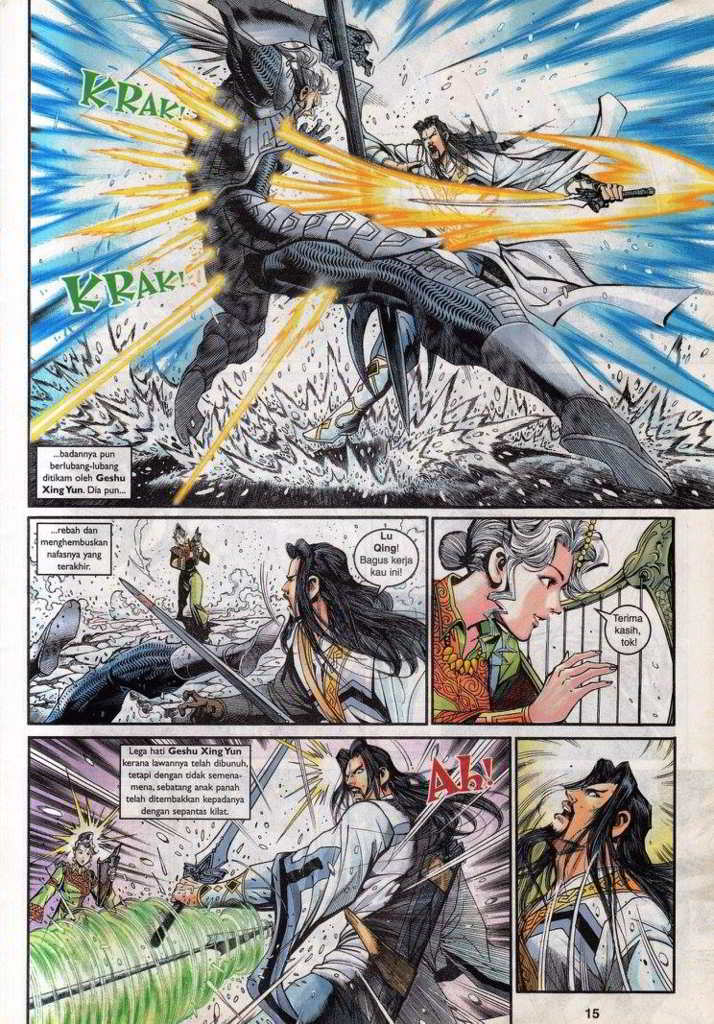 KRAK!
KRAK!
...badannya pun
berlubang-lubang
ditikam oleh Geshu
Xing Yun. Dia pun...
...rebah dan
menghembuskan
nafasnya yang
terakhir.
Lu
Qing!
Bagus kerja
kau ini!
Terima
kasih,
tok!
Lega hati Geshu Xing Yun
kerana lawannya telah dibunuh,
tetapi dengan tidak semena-
mena, sebatang anak panah
telah ditembakkan kepadanya
dengan sepantas kilat.
Ah!
15